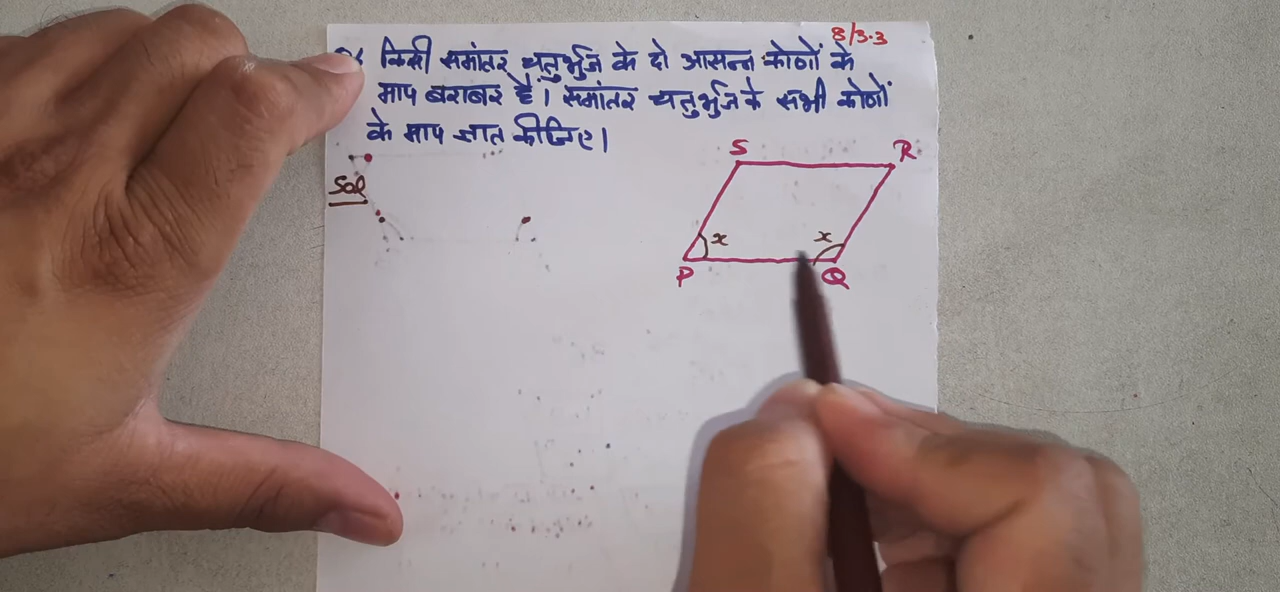 8/3.3
किसी समांतर चतुर्भुज के दो आसन्न कोणों के
माप बराबर हैं। समांतर चतुर्भुज के सभी कोणों
के माप ज्ञात कीजिए।
Sol
S R
x x
P Q